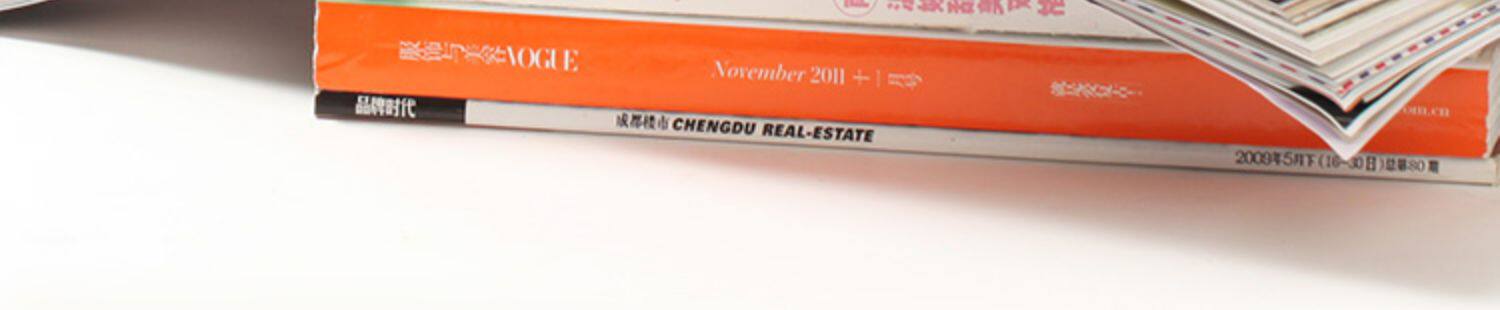 服饰与美容VOGUE
November 2011 十一月号
om.cn
品牌时代
成都楼市 CHENGDU REAL-ESTATE
2009年5月下(16-30日)总第80期